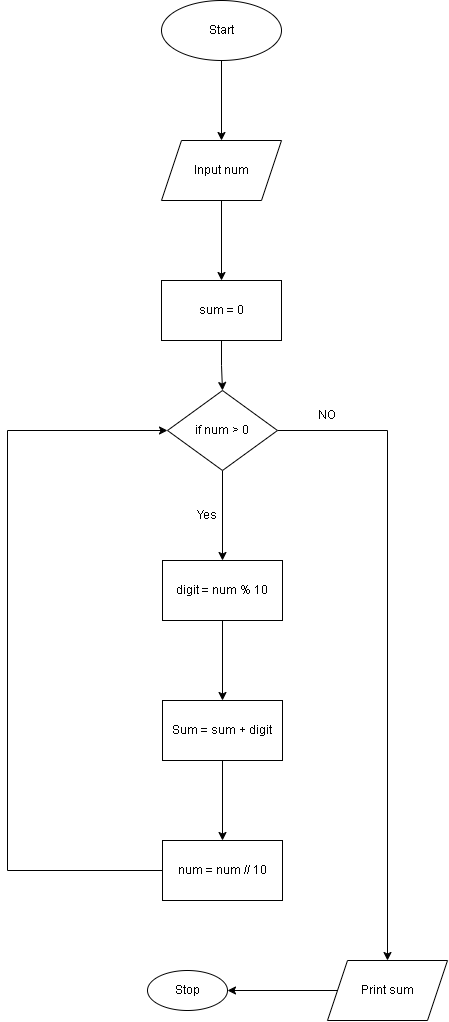 Start
Input num
sum = 0
if num > 0
NO
Yes
digit = num % 10
Sum = sum + digit
num = num // 10
Print sum
Stop